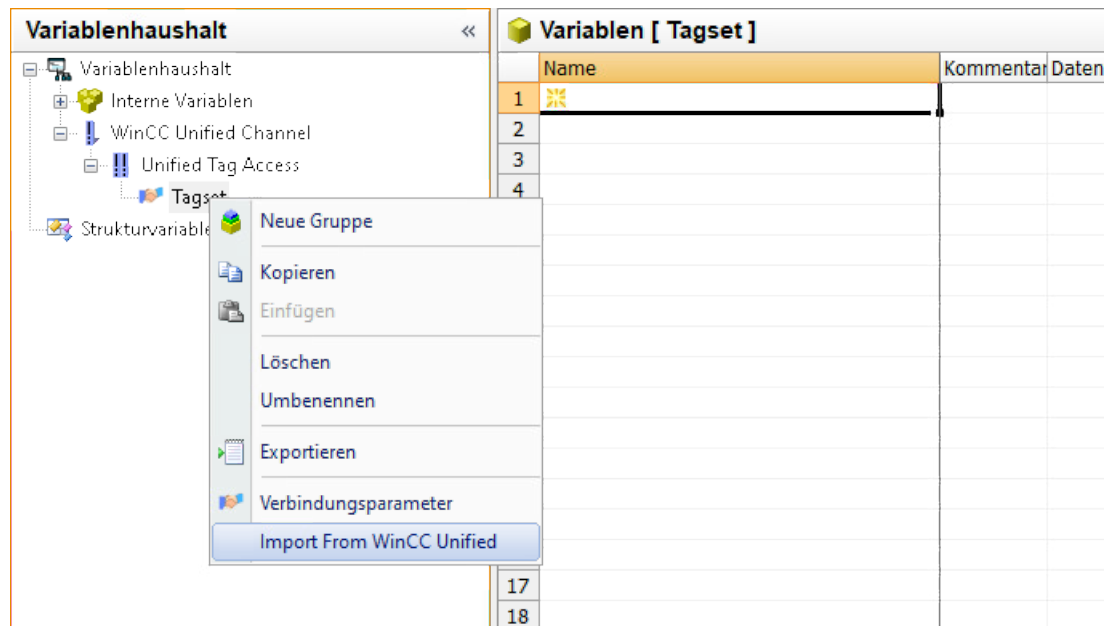 Variablenhaushalt «
Variablenhaushalt
Interne Variablen
WinCC Unified Channel
Unified Tag Access
Tagset
Strukturvariable
Neue Gruppe
Kopieren
Einfügen
Löschen
Umbenennen
Exportieren
Verbindungsparameter
Import From WinCC Unified
Variablen [ Tagset ]
Name Kommentar Daten
1
2
3
4
17
18